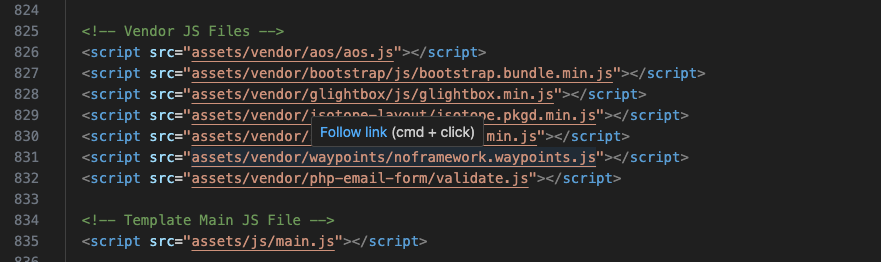 824
825 <!-- Vendor JS Files -->
826 <script src="assets/vendor/aos/aos.js"></script>
827 <script src="assets/vendor/bootstrap/js/bootstrap.bundle.min.js"></script>
828 <script src="assets/vendor/glightbox/js/glightbox.min.js"></script>
829 <script src="assets/vendor/isotope-layout/isotope.pkgd.min.js"></script>
830 <script src="assets/vendor/ min.js"></script>
Follow link (cmd + click)
831 <script src="assets/vendor/waypoints/noframework.waypoints.js"></script>
832 <script src="assets/vendor/php-email-form/validate.js"></script>
833
834 <!-- Template Main JS File -->
835 <script src="assets/js/main.js"></script>
836